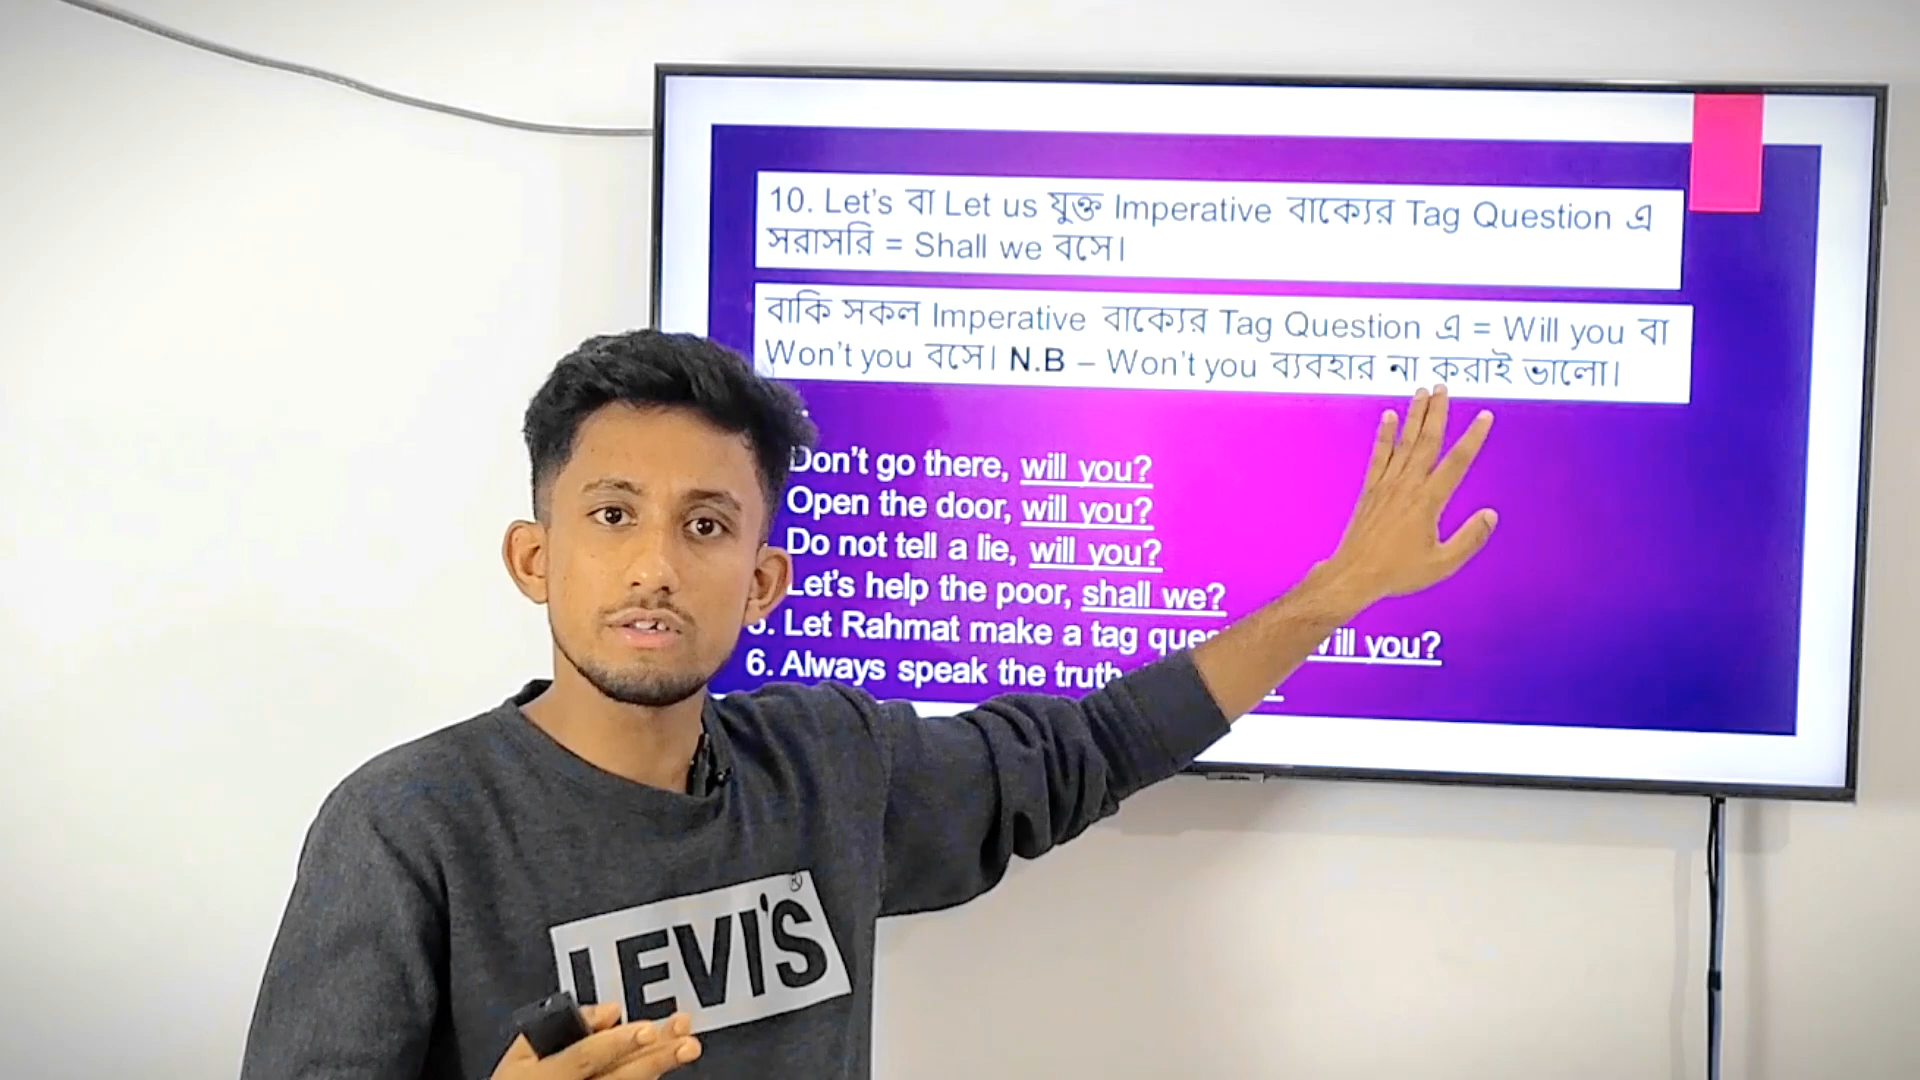 10. Let's বা Let us যুক্ত Imperative বাক্যের Tag Question এ
সরাসরি = Shall we বসে।
বাকি সকল Imperative বাক্যের Tag Question এ = Will you বা
Won't you বসে। N.B – Won't you ব্যবহার না করাই ভালো।
Don't go there, will you?
Open the door, will you?
Do not tell a lie, will you?
Let's help the poor, shall we?
5. Let Rahmat make a tag will you?
6. Always speak the truth
LEVI'S®